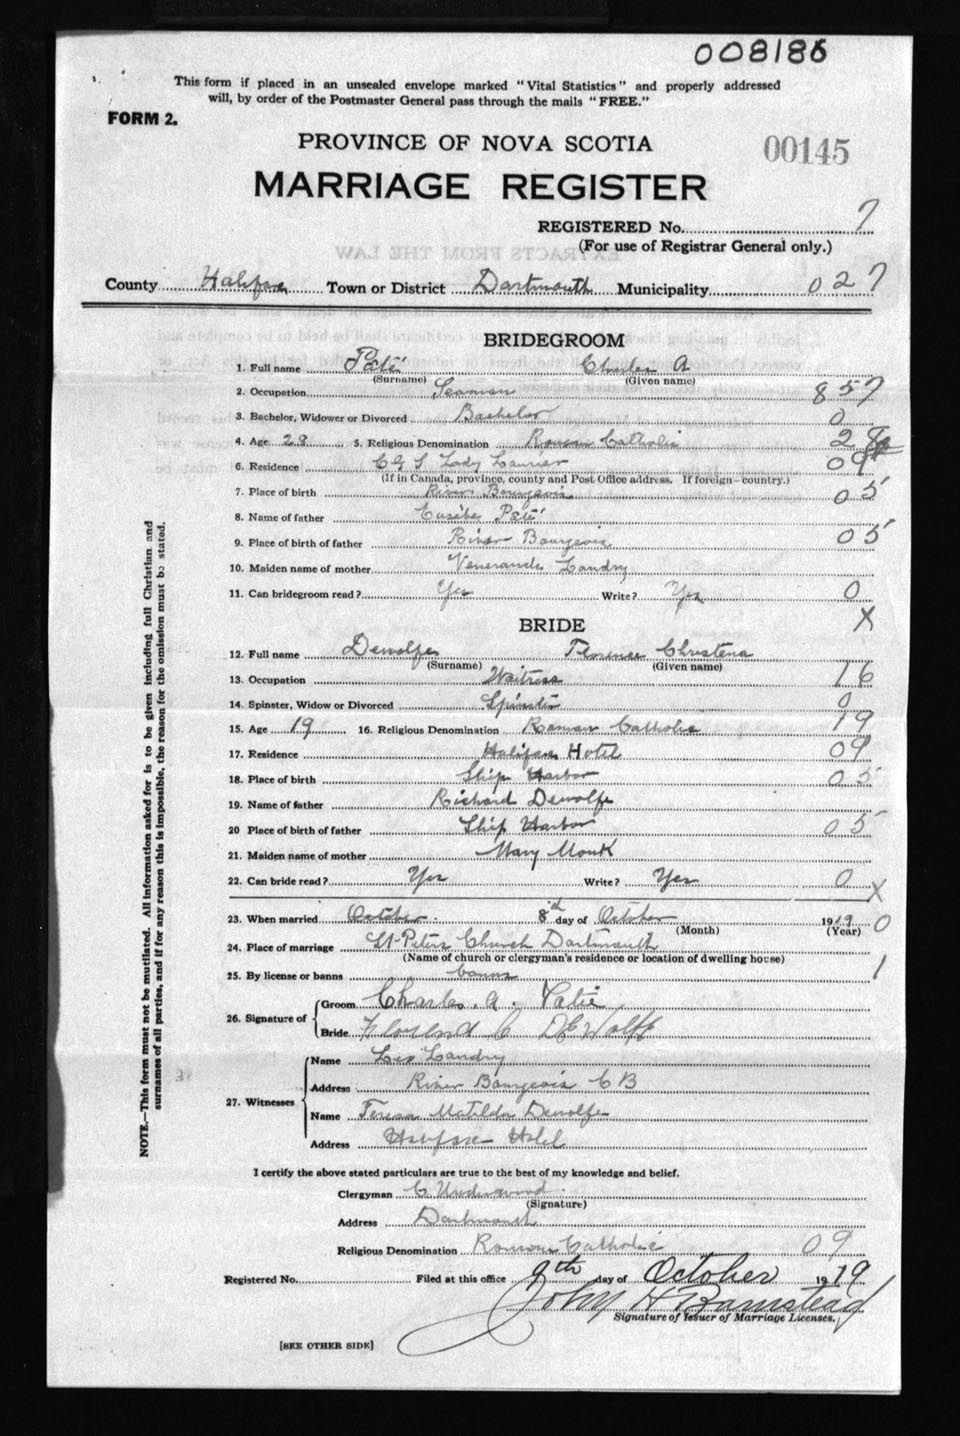 008186
This form if placed in an unsealed envelope marked "Vital Statistics" and properly addressed
will, by order of the Postmaster General pass through the mails "FREE."
FORM 2.
PROVINCE OF NOVA SCOTIA
00145
MARRIAGE REGISTER
REGISTERED No. 7
(For use of Registrar General only.)
County Halifax Town or District Dartmouth Municipality 027
BRIDEGROOM
1. Full name Paté Charles A
(Surname) (Given name)
2. Occupation Seaman 857
3. Bachelor, Widower or Divorced Bachelor 0
4. Age 28 5. Religious Denomination Roman Catholic 28
6. Residence CGS Lady Laurier 09
(If in Canada, province, county and Post Office address. If foreign—country.)
7. Place of birth River Bourgeois 05
8. Name of father Eusèbe Paté
9. Place of birth of father River Bourgeois 05
10. Maiden name of mother Landry
11. Can bridegroom read? Yes Write? Yes 0
X
BRIDE
12. Full name Dewolfe Florence Christena
(Surname) (Given name)
13. Occupation Waitress 16
14. Spinster, Widow or Divorced Spinster 0
15. Age 19 16. Religious Denomination Roman Catholic 19
17. Residence Halifax Hotel 09
18. Place of birth Ship Harbor 05
19. Name of father Richard Dewolfe
20 Place of birth of father Ship Harbor 05
21. Maiden name of mother Mary Monk
22. Can bride read? Yes Write? Yes 0
X
23. When married October 8th day of October 1919 0
(Month) (Year)
24. Place of marriage St Peters Church Dartmouth
(Name of church or clergyman's residence or location of dwelling house)
25. By license or banns banns 1
26. Signature of Groom Charles. A.
Bride C DEWolfe
27. Witnesses Name Leo Landry
Address River Bourgeois C B
Name Teresa Matilda Dewolfe
Address Halifax Hotel
I certify the above stated particulars are true to the best of my knowledge and belief.
Clergyman C. Underwood
(Signature)
Address Dartmouth
Religious Denomination Roman Catholic 09
Registered No. Filed at this office 9th day of October 1919
John H
Signature of Issuer of Marriage Licenses.
[SEE OTHER SIDE]
NOTE.—This form must not be mutilated. All information asked for is to be given including full Christian and
surnames of all parties, and if for any reason this is impossible, the reason for the omission must be stated.